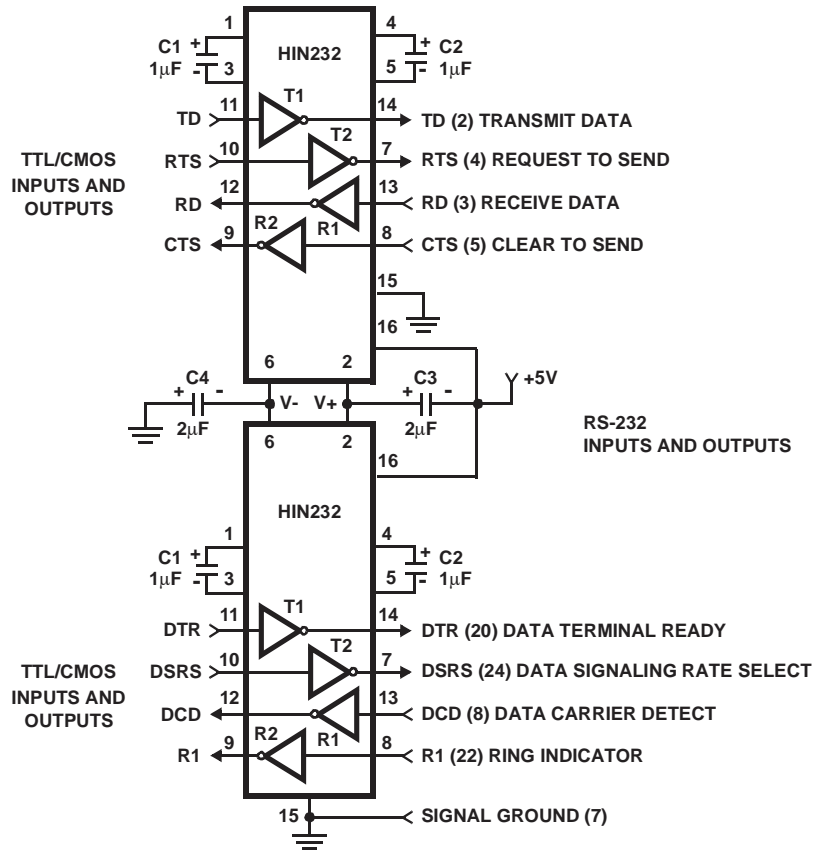 1
4
C1 +
1μF -
3
HIN232
+ C2
- 1μF
5
11
T1
14
TD
TD (2) TRANSMIT DATA
10
T2
7
RTS
RTS (4) REQUEST TO SEND
TTL/CMOS
INPUTS AND
OUTPUTS
12
13
RD
R1
RD (3) RECEIVE DATA
9
R2
8
CTS
CTS (5) CLEAR TO SEND
15
16
6
2
C4
+ -
2μF
V-
V+
C3
+ -
2μF
+5V
RS-232
INPUTS AND OUTPUTS
6
2
16
HIN232
1
4
C1 +
1μF -
3
+ C2
- 1μF
5
11
T1
14
DTR
DTR (20) DATA TERMINAL READY
10
T2
7
DSRS
DSRS (24) DATA SIGNALING RATE SELECT
TTL/CMOS
INPUTS AND
OUTPUTS
12
13
DCD
R1
DCD (8) DATA CARRIER DETECT
9
R2
8
R1
R1 (22) RING INDICATOR
15
SIGNAL GROUND (7)